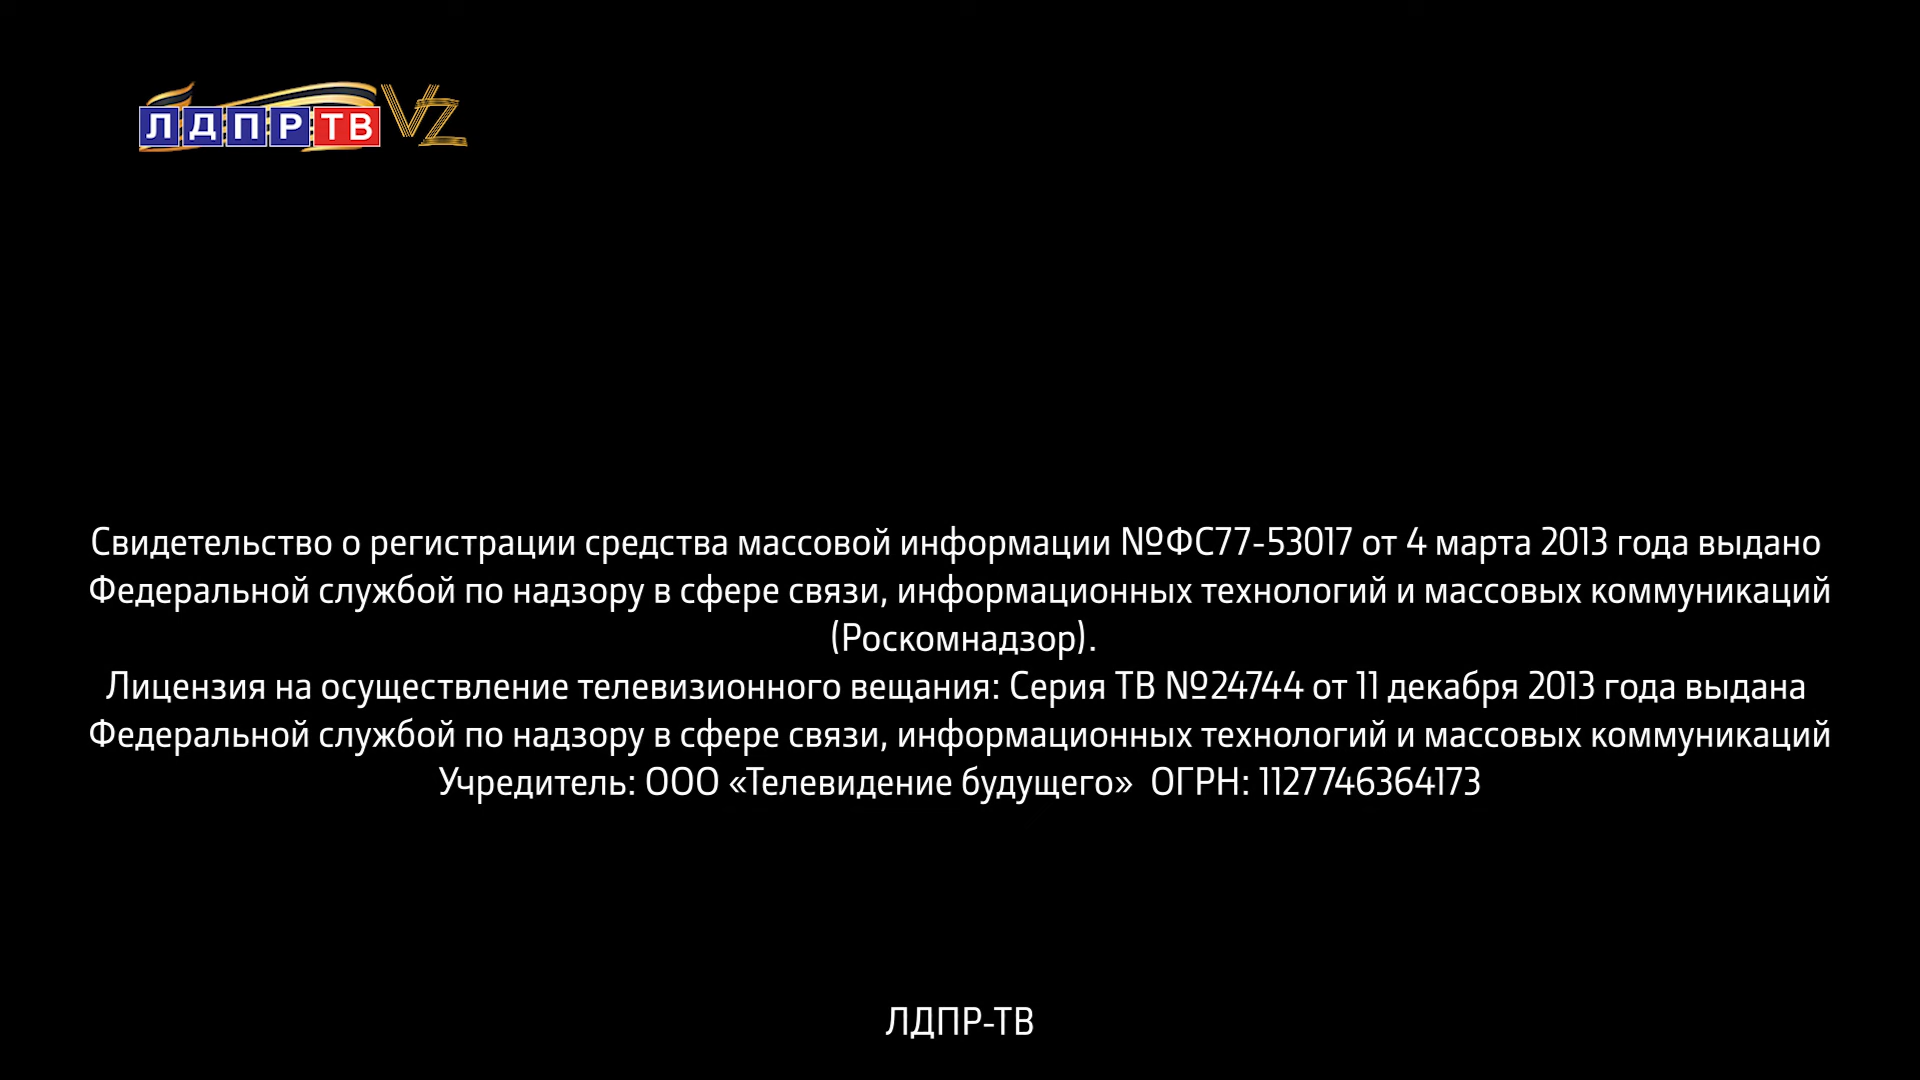 ЛДПР ТВ VZ
Свидетельство о регистрации средства массовой информации №ФС77-53017 от 4 марта 2013 года выдано
Федеральной службой по надзору в сфере связи, информационных технологий и массовых коммуникаций
(Роскомнадзор).
Лицензия на осуществление телевизионного вещания: Серия ТВ №24744 от 11 декабря 2013 года выдана
Федеральной службой по надзору в сфере связи, информационных технологий и массовых коммуникаций
Учредитель: ООО «Телевидение будущего»  ОГРН: 1127746364173
ЛДПР-ТВ